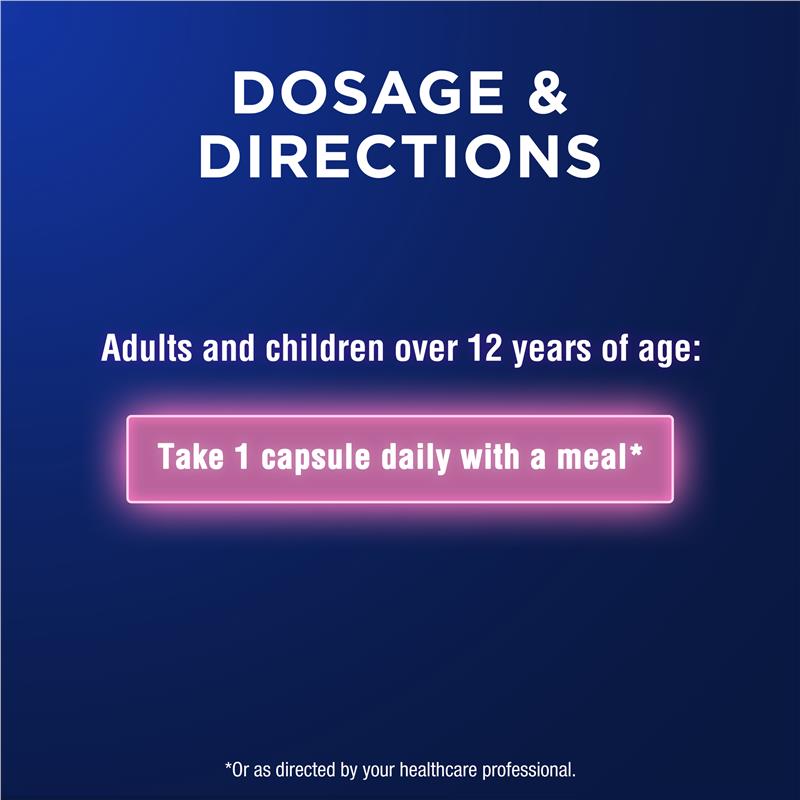 DOSAGE &
DIRECTIONS
Adults and children over 12 years of age:
Take 1 capsule daily with a meal*
*Or as directed by your healthcare professional.